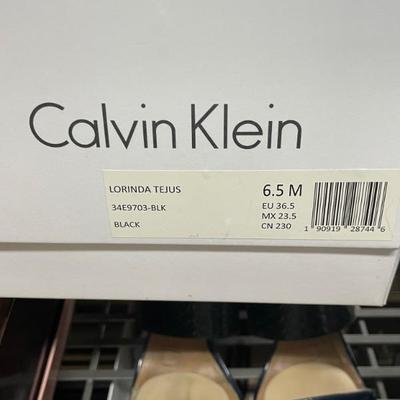 Calvin Klein
LORINDA TEJUS
34E9703-BLK
BLACK
6.5 M
EU 36.5
MX 23.5
CN 230
1 90919 28744 6